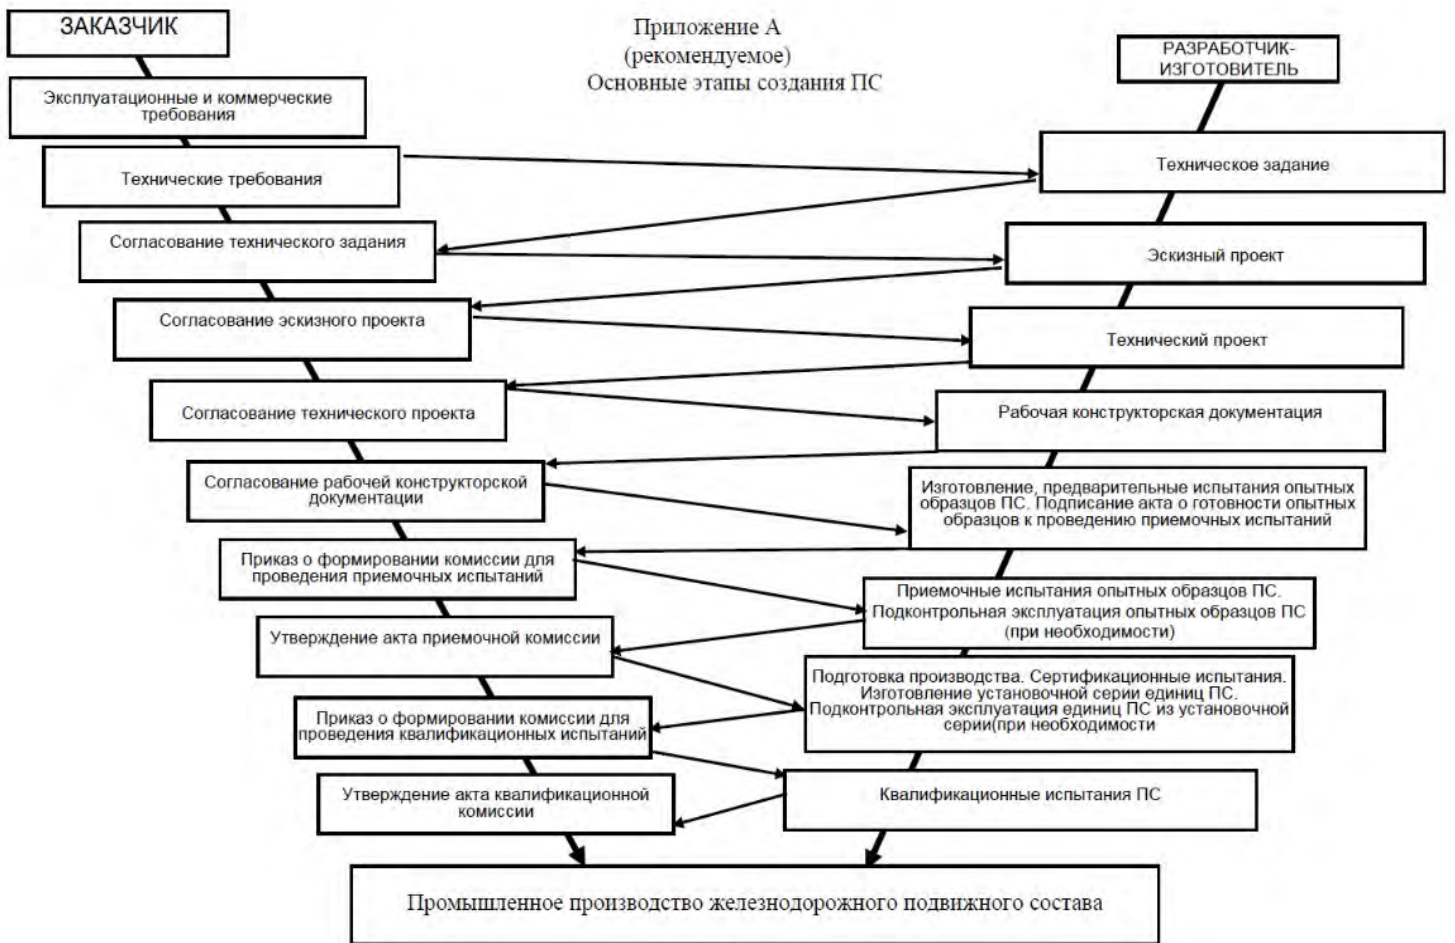 ЗАКАЗЧИК
Приложение А
(рекомендуемое)
Основные этапы создания ПС
РАЗРАБОТЧИК-
ИЗГОТОВИТЕЛЬ
Эксплуатационные и коммерческие
требования
Технические требования
Техническое задание
Согласование технического задания
Эскизный проект
Согласование эскизного проекта
Технический проект
Согласование технического проекта
Рабочая конструкторская документация
Согласование рабочей конструкторской
документации
Изготовление, предварительные испытания опытных
образцов ПС. Подписание акта о готовности опытных
образцов к проведению приемочных испытаний
Приказ о формировании комиссии для
проведения приемочных испытаний
Приемочные испытания опытных образцов ПС.
Подконтрольная эксплуатация опытных образцов ПС
(при необходимости)
Утверждение акта приемочной комиссии
Подготовка производства. Сертификационные испытания.
Изготовление установочной серии единиц ПС.
Подконтрольная эксплуатация единиц ПС из установочной
серии(при необходимости
Приказ о формировании комиссии для
проведения квалификационных испытаний
Квалификационные испытания ПС
Утверждение акта квалификационной
комиссии
Промышленное производство железнодорожного подвижного состава